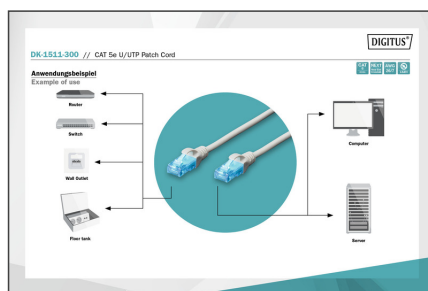 DIGITUS®
DK-1511-300 // CAT 5e U/UTP Patch Cord
Anwendungsbeispiel
Example of use
Router
Switch
Wall Outlet
Floor tank
Computer
Server